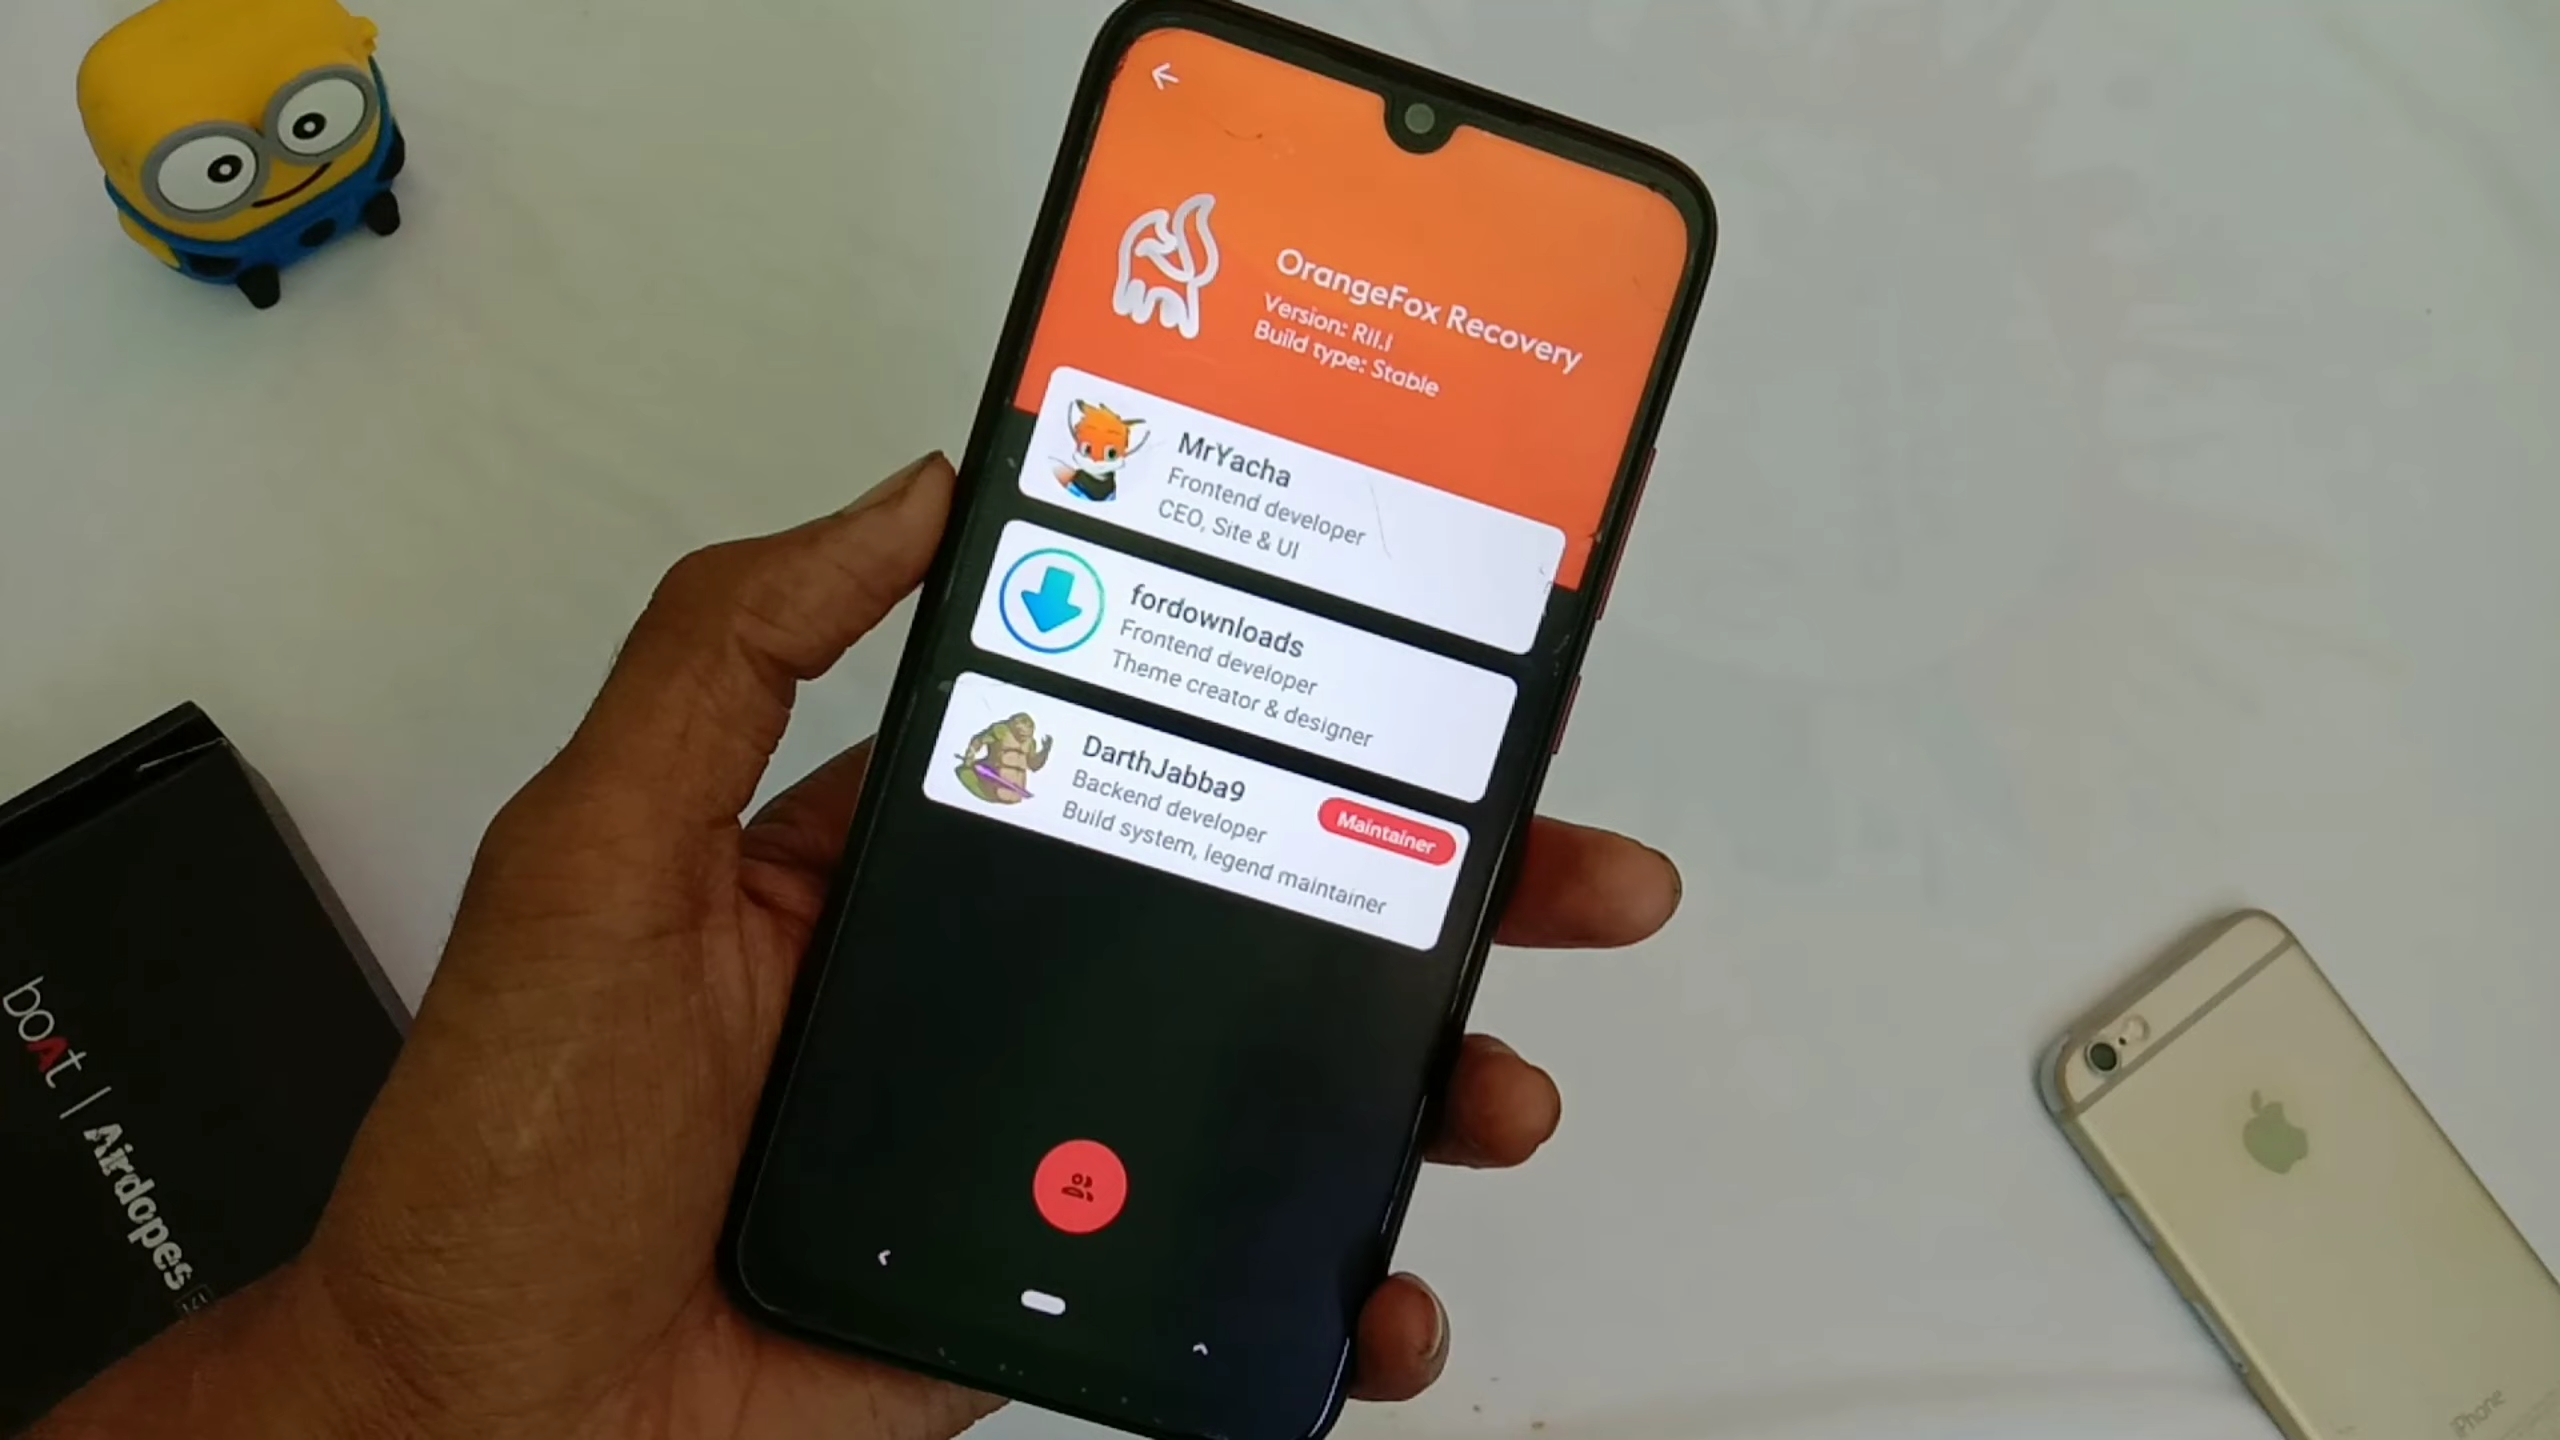 OrangeFox Recovery
Version: R11.1
Build type: Stable
MrYacha
Frontend developer
CEO, Site & UI
fordownloads
Frontend developer
Theme creator & designer
DarthJabba9
Backend developer
Build system, legend maintainer
Maintainer
boAt | Airdopes
iPhone